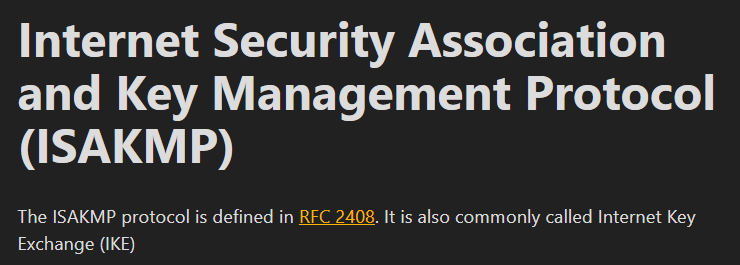 Internet Security Association
and Key Management Protocol
(ISAKMP)
The ISAKMP protocol is defined in RFC 2408. It is also commonly called Internet Key
Exchange (IKE)